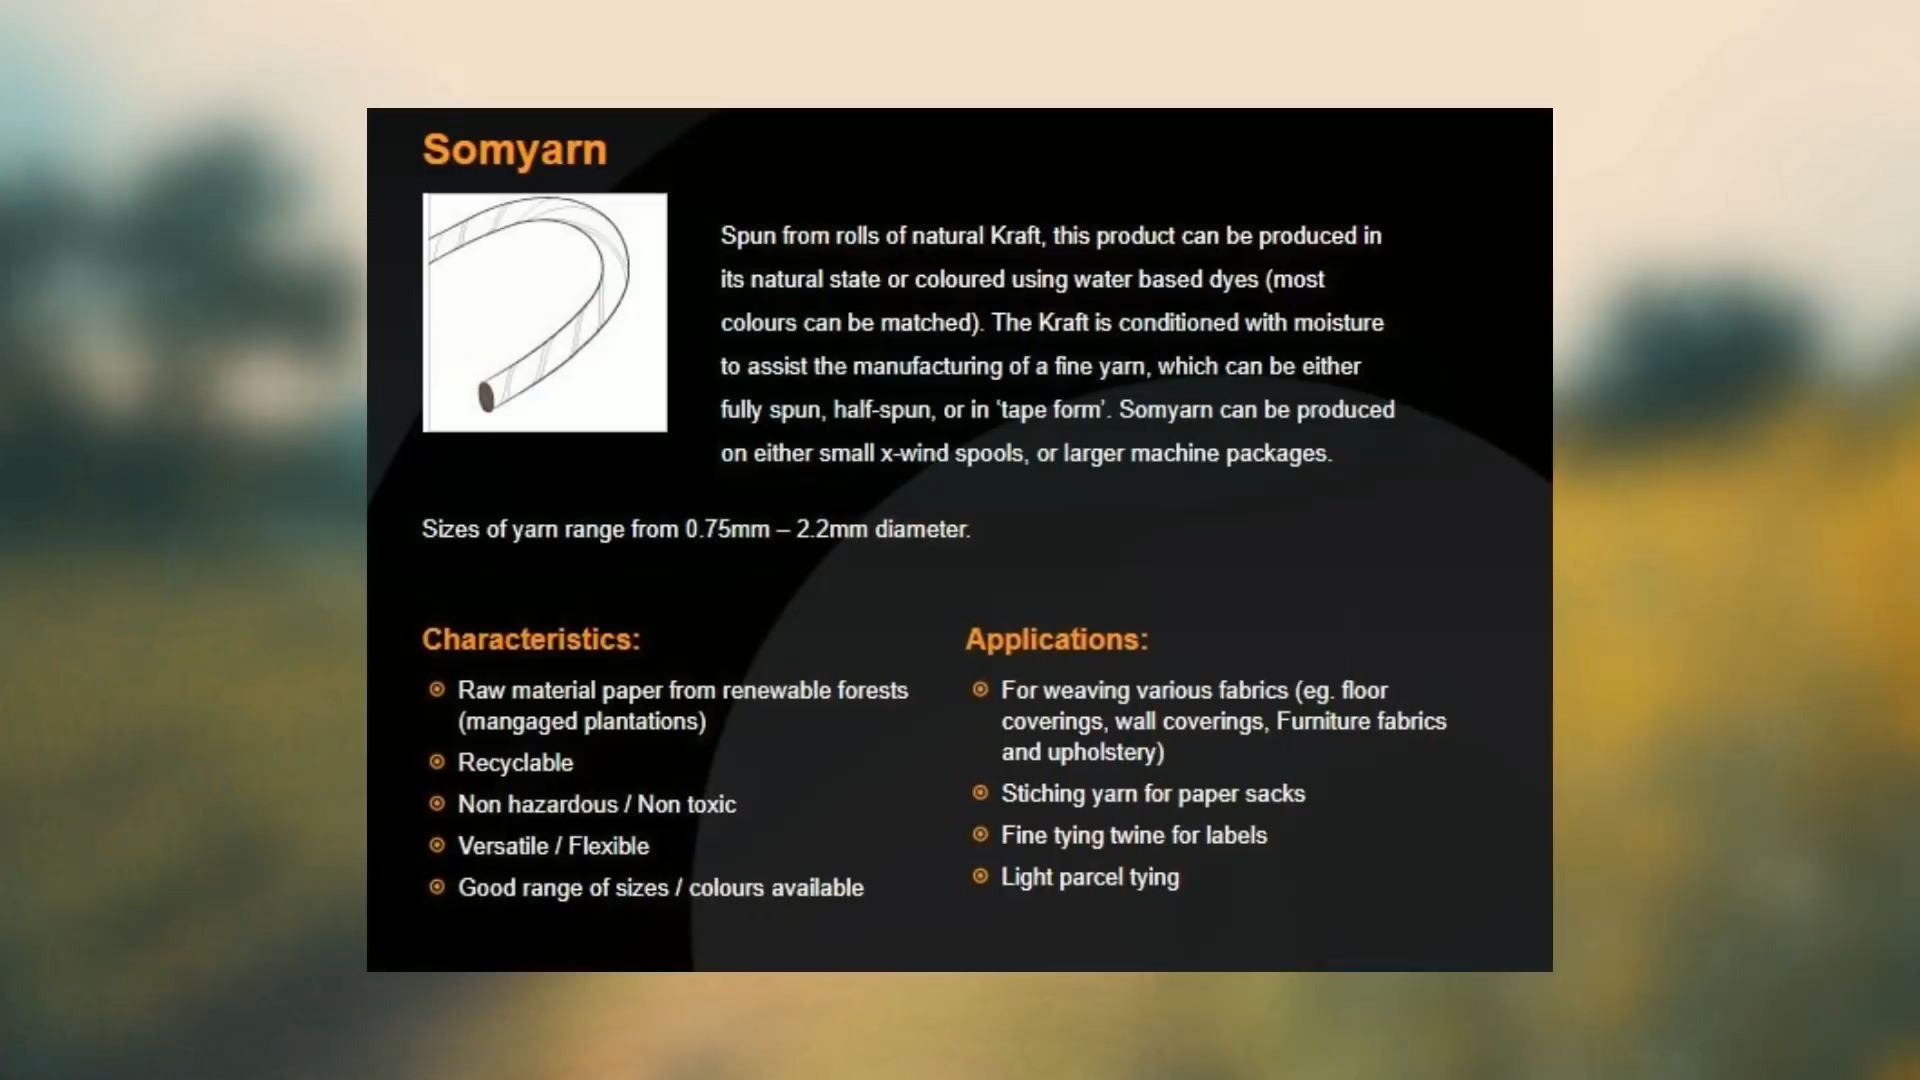 Somyarn
Spun from rolls of natural Kraft, this product can be produced in
its natural state or coloured using water based dyes (most
colours can be matched). The Kraft is conditioned with moisture
to assist the manufacturing of a fine yarn, which can be either
fully spun, half-spun, or in ‘tape form’. Somyarn can be produced
on either small x-wind spools, or larger machine packages.
Sizes of yarn range from 0.75mm – 2.2mm diameter.
Characteristics:
Raw material paper from renewable forests
(mangaged plantations)
Recyclable
Non hazardous / Non toxic
Versatile / Flexible
Good range of sizes / colours available
Applications:
For weaving various fabrics (eg. floor
coverings, wall coverings, Furniture fabrics
and upholstery)
Stiching yarn for paper sacks
Fine tying twine for labels
Light parcel tying